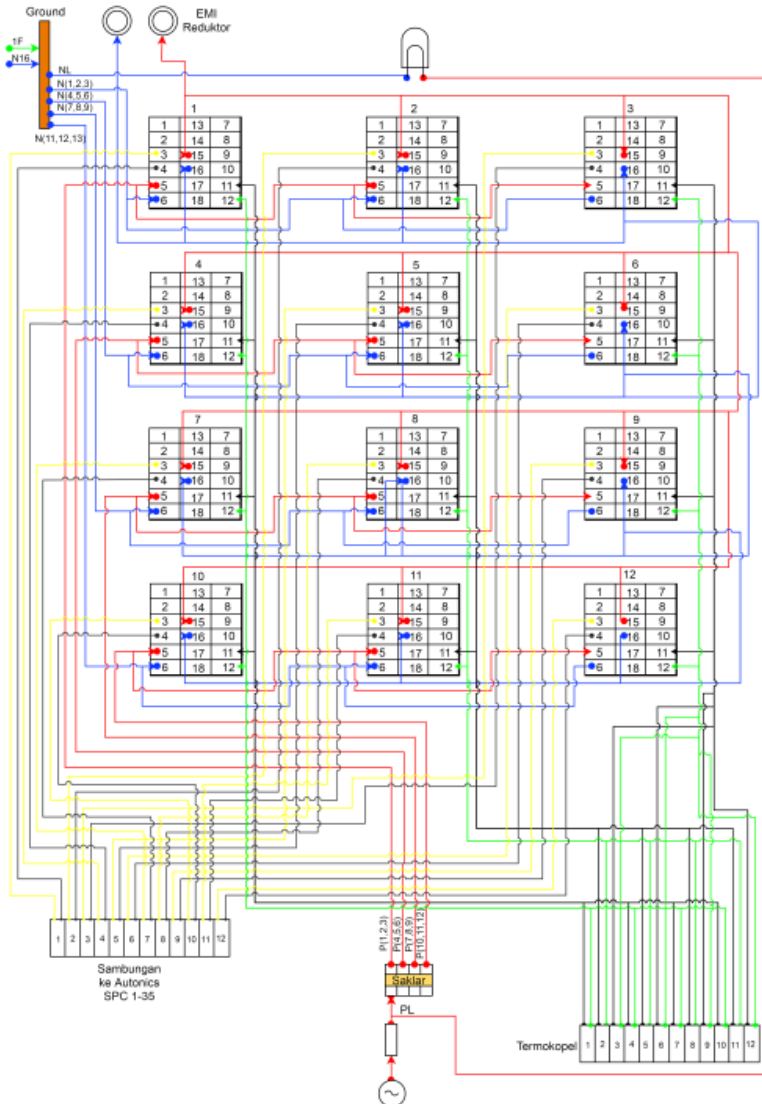 Ground
EMI
Reduktor
1F
N16
NL
N(1,2,3)
N(4,5,6)
N(7,8,9)
N(11,12,13)
1
1 13 7
2 14 8
3 15 9
4 16 10
5 17 11
6 18 12
2
1 13 7
2 14 8
3 15 9
4 16 10
5 17 11
6 18 12
3
1 13 7
2 14 8
3 15 9
4 16 10
5 17 11
6 18 12
4
1 13 7
2 14 8
3 15 9
4 16 10
5 17 11
6 18 12
5
1 13 7
2 14 8
3 15 9
4 16 10
5 17 11
6 18 12
6
1 13 7
2 14 8
3 15 9
4 16 10
5 17 11
6 18 12
7
1 13 7
2 14 8
3 15 9
4 16 10
5 17 11
6 18 12
8
1 13 7
2 14 8
3 15 9
4 16 10
5 17 11
6 18 12
9
1 13 7
2 14 8
3 15 9
4 16 10
5 17 11
6 18 12
10
1 13 7
2 14 8
3 15 9
4 16 10
5 17 11
6 18 12
11
1 13 7
2 14 8
3 15 9
4 16 10
5 17 11
6 18 12
12
1 13 7
2 14 8
3 15 9
4 16 10
5 17 11
6 18 12
1 2 3 4 5 6 7 8 9 10 11 12
Sambungan
ke Autonics
SPC 1-35
P(1,2,3)
P(4,5,6)
P(7,8,9)
P(10,11,12)
Saklar
PL
Termokopel
1 2 3 4 5 6 7 8 9 10 11 12